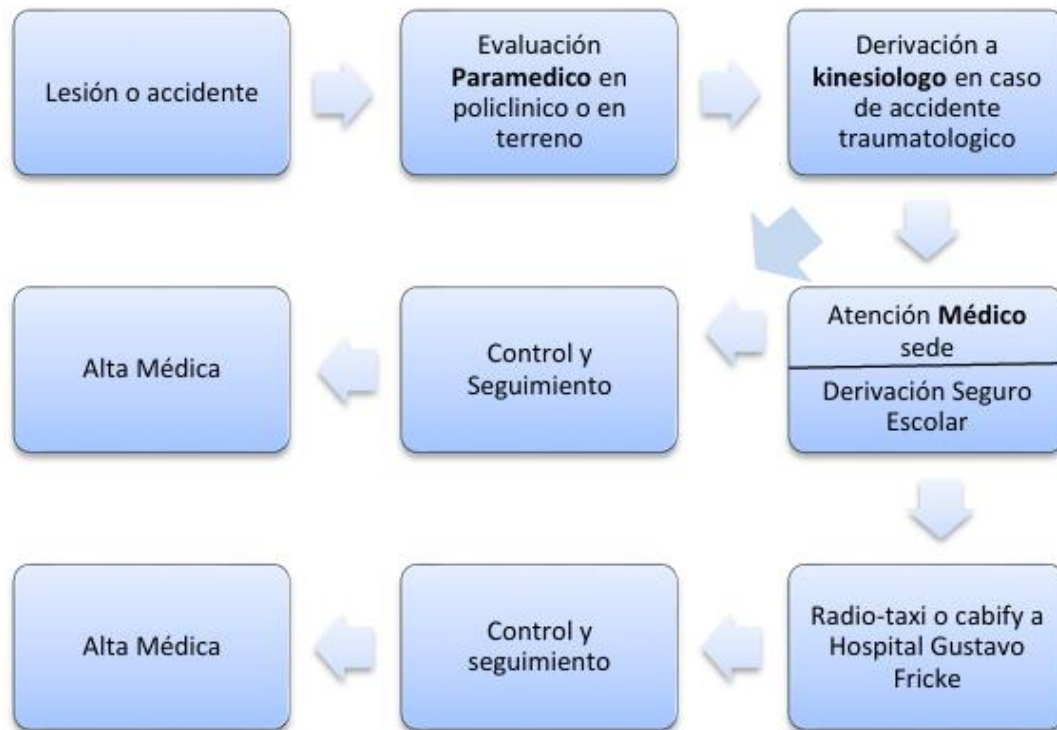 Lesión o accidente
Evaluación
Paramedico en
policlinico o en
terreno
Derivación a
kinesiologo en caso
de accidente
traumatologico
Alta Médica
Control y
Seguimiento
Atención Médico
sede
Derivación Seguro
Escolar
Alta Médica
Control y
seguimiento
Radio-taxi o cabify a
Hospital Gustavo
Fricke